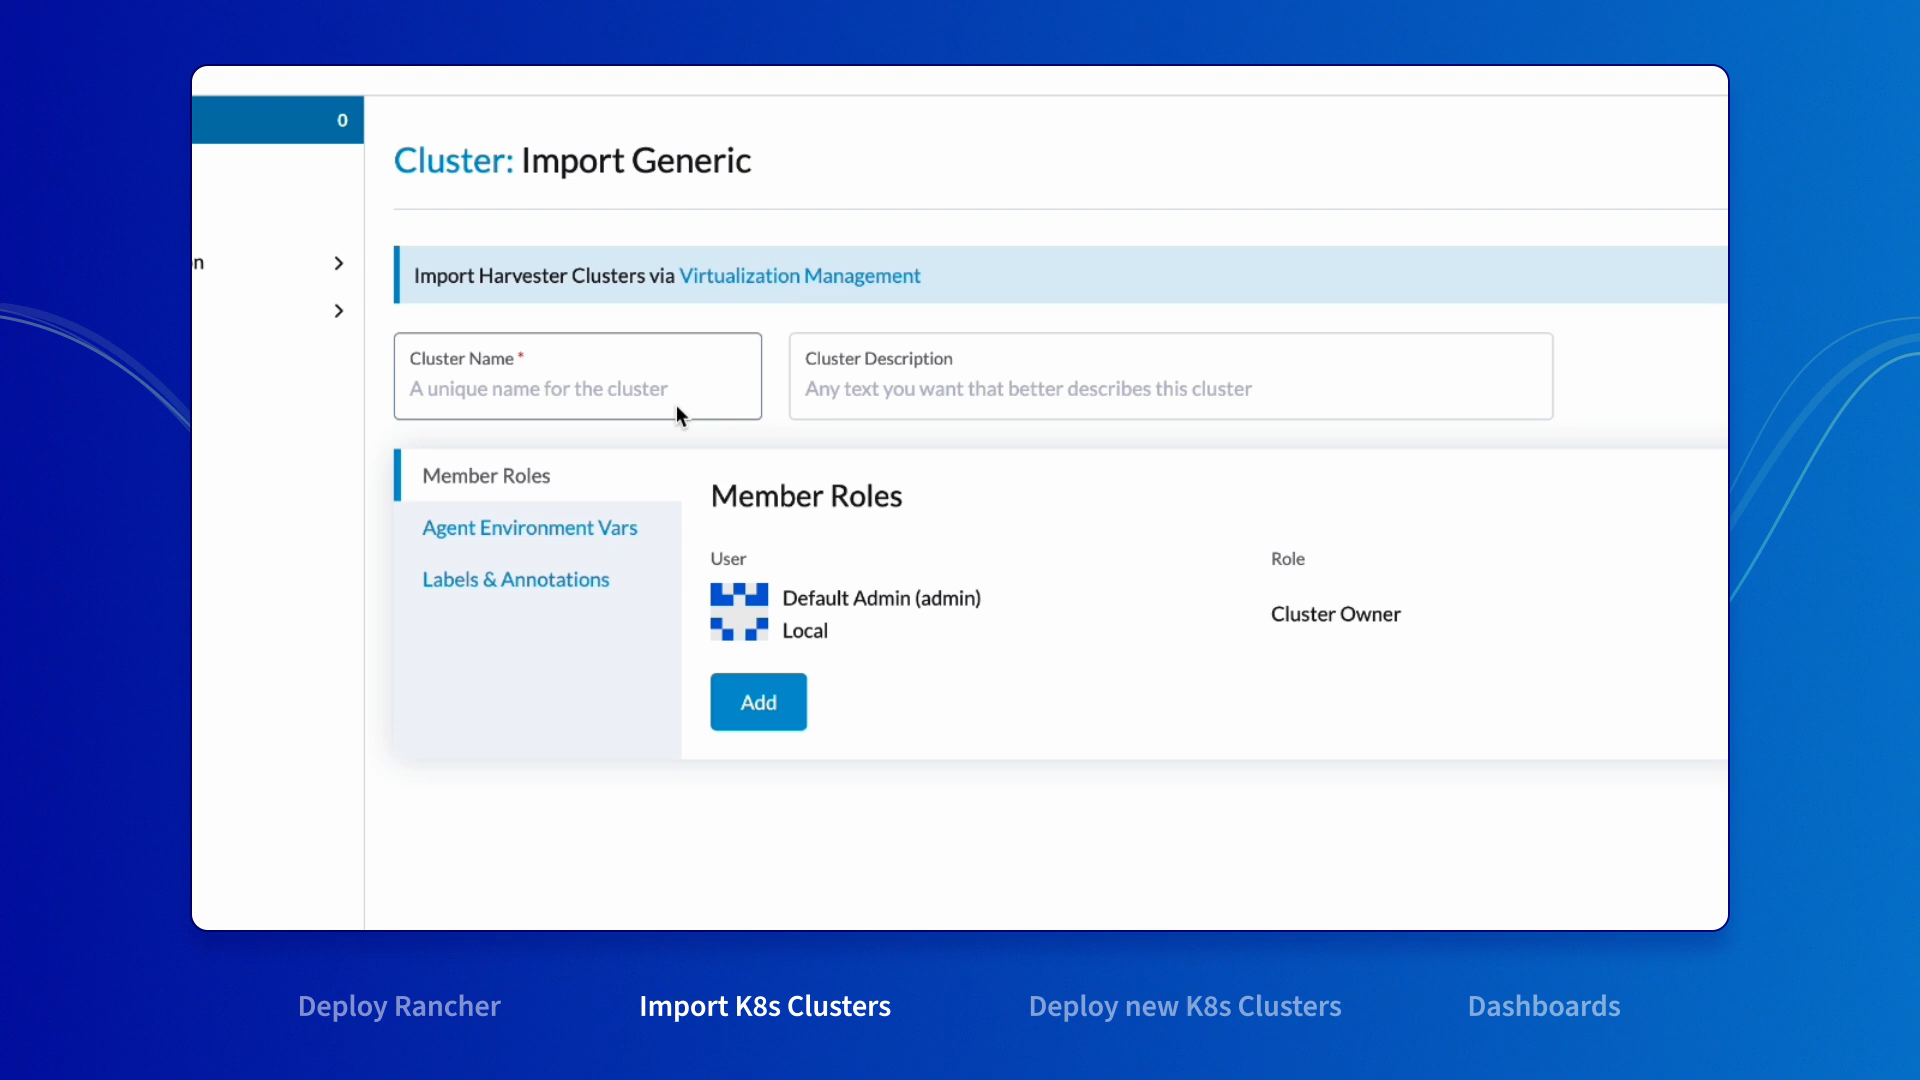 0
Cluster: Import Generic
n
Import Harvester Clusters via Virtualization Management
Cluster Name *
A unique name for the cluster
Cluster Description
Any text you want that better describes this cluster
Member Roles
Agent Environment Vars
Labels & Annotations
Member Roles
User
Role
Default Admin (admin)
Local
Cluster Owner
Add
Deploy Rancher
Import K8s Clusters
Deploy new K8s Clusters
Dashboards